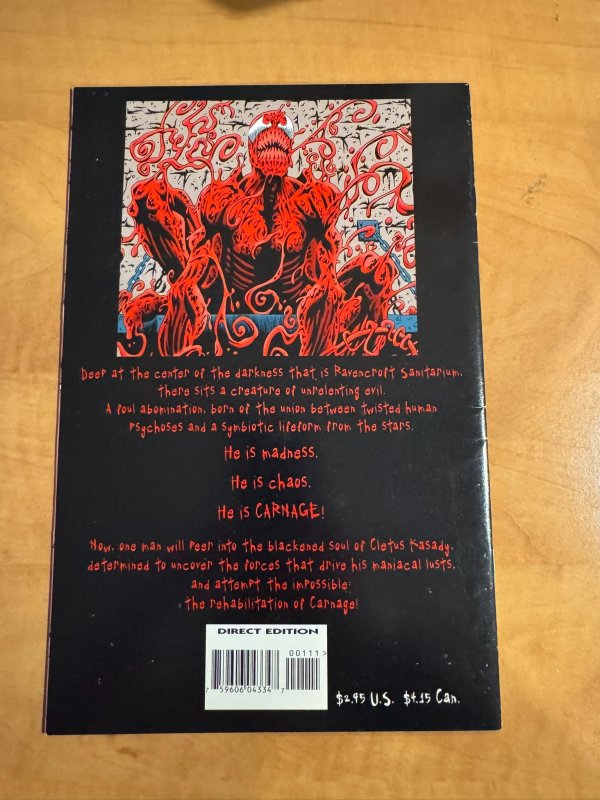 Deep at the center of the darkness that is Ravencroft Sanitarium,
there sits a creature of unrelenting evil.
A foul abomination, born of the union between twisted human
psychoses and a symbiotic lifeform from the stars.
He is madness.
He is chaos.
He is CARNAGE!
Now, one man will peer into the blackened soul of Cletus Kasady,
determined to uncover the forces that drive his maniacal lusts,
and attempt the impossible:
the rehabilitation of Carnage!
DIRECT EDITION
00111>
7 59606 04334 7
$2.95 U.S. $4.15 Can.